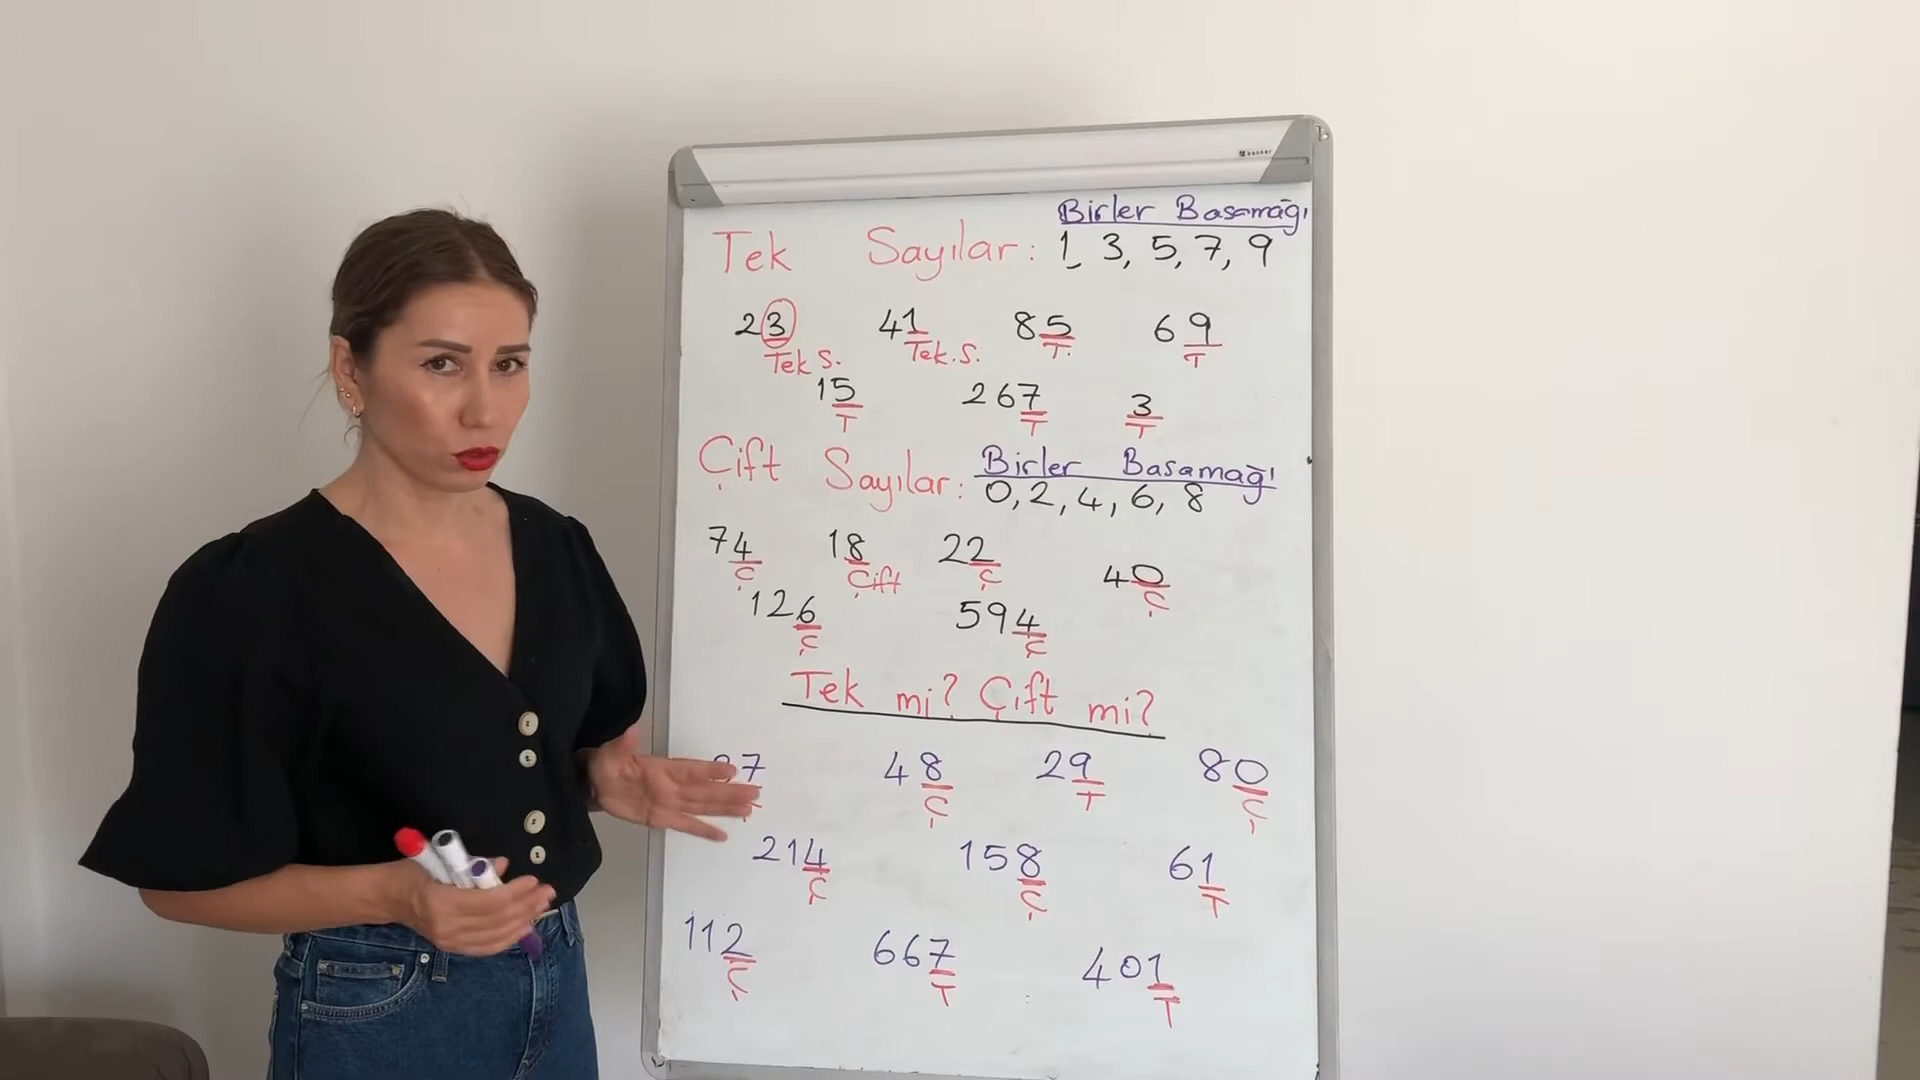 Birler Basamağı
Tek Sayılar: 1, 3, 5, 7, 9
23 41 85 69
Tek S. Tek.S. T. T
15 267 3
T T T
Çift Sayılar: Birler Basamağı
0, 2, 4, 6, 8
74 18 22 40
Ç Çift Ç Ç
126 594
Ç Ç
Tek mi? Çift mi?
48 29 80
Ç T Ç
214 158 61
Ç Ç T
112 667 401
Ç T T